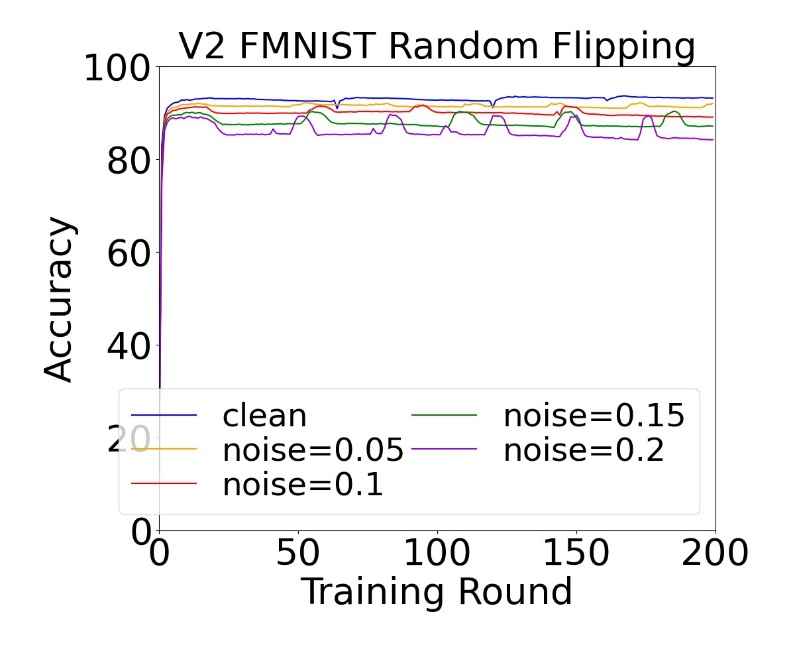 V2 FMNIST Random Flipping
100
80
60
40
20
0
Accuracy
clean
noise=0.05
noise=0.1
noise=0.15
noise=0.2
0 50 100 150 200
Training Round